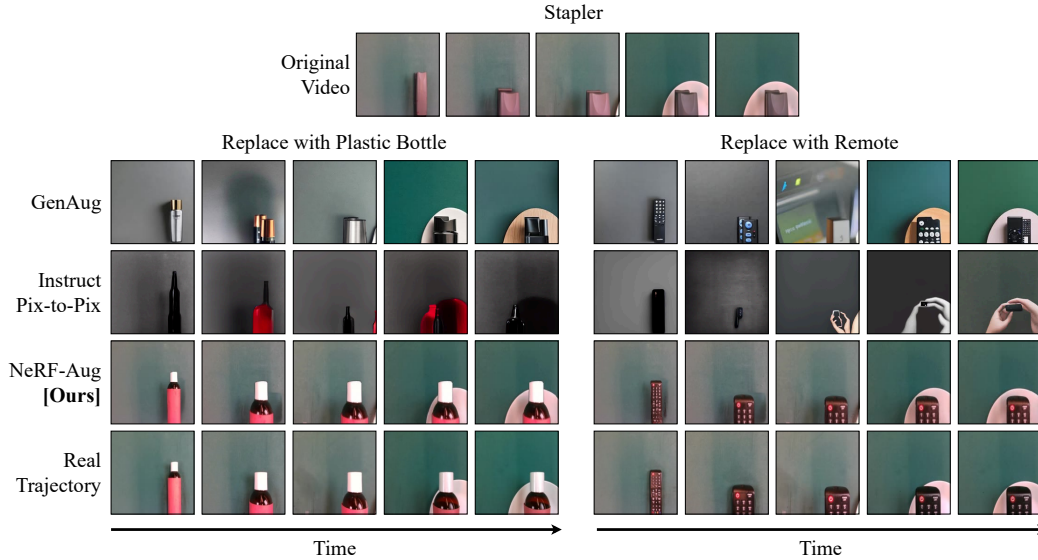 Stapler
Original
Video
Replace with Plastic Bottle
Replace with Remote
GenAug
Instruct
Pix-to-Pix
NeRF-Aug
[Ours]
Real
Trajectory
Time
Time